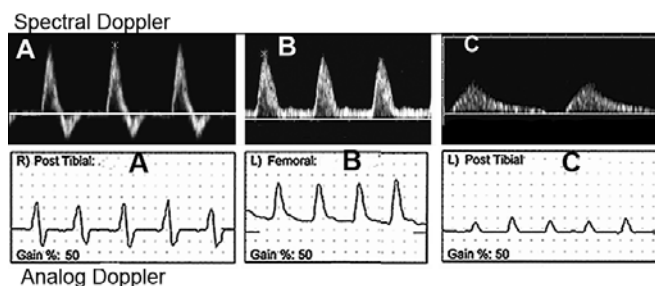 Spectral Doppler
A
B
C
R) Post Tibial:
A
Gain %: 50
L) Femoral:
B
Gain %: 50
L) Post Tibial
C
Gain %: 50
Analog Doppler